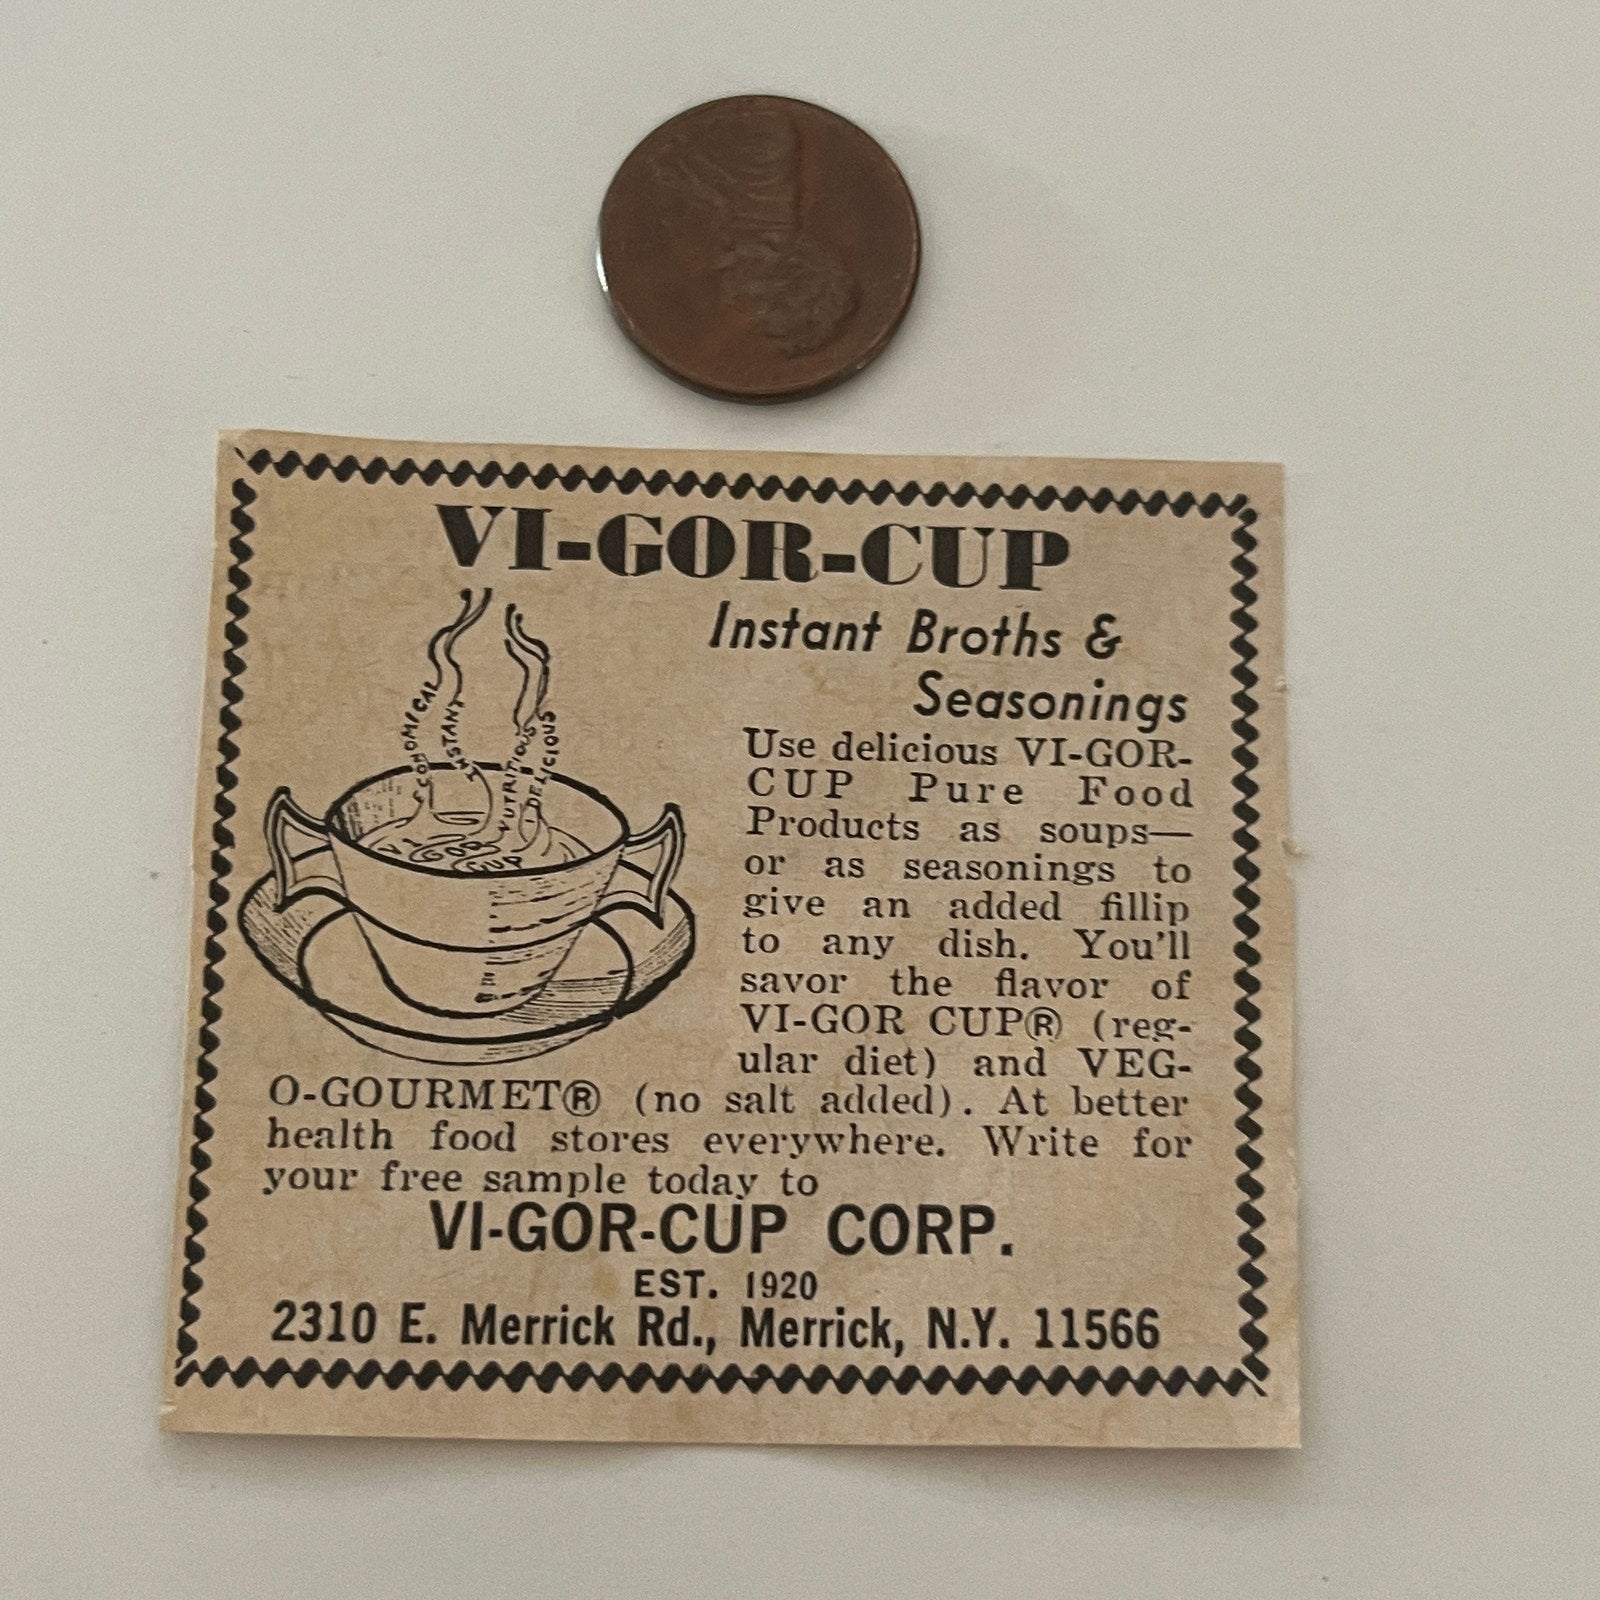 VI-GOR-CUP
Instant Broths &
Seasonings
ECONOMICAL
INSTANT
NUTRITIOUS
DELICIOUS
VI
GOR
CUP
Use delicious VI-GOR-
CUP Pure Food
Products as soups—
or as seasonings to
give an added fillip
to any dish. You'll
savor the flavor of
VI-GOR CUP® (reg-
ular diet) and VEG-
O-GOURMET® (no salt added). At better
health food stores everywhere. Write for
your free sample today to
VI-GOR-CUP CORP.
EST. 1920
2310 E. Merrick Rd., Merrick, N.Y. 11566